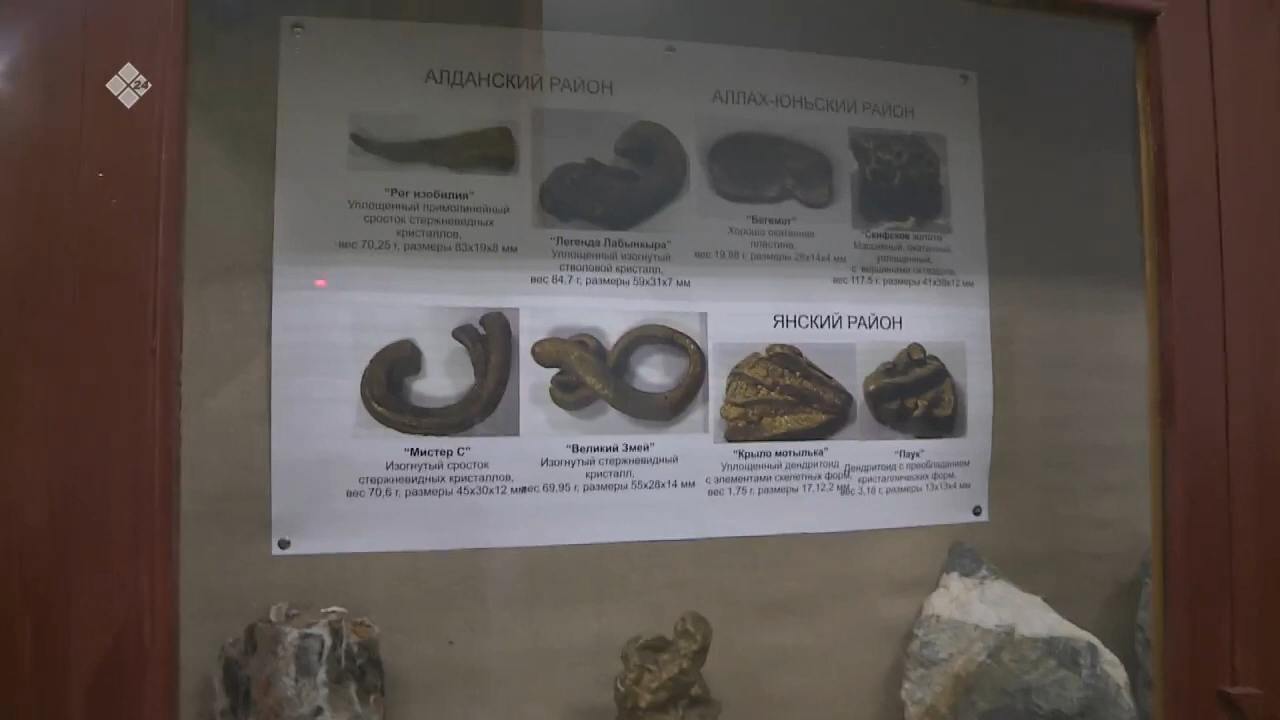 24
АЛДАНСКИЙ РАЙОН
"Рог изобилия"
Уплощенный прямолинейный
сросток стержневидных
кристаллов,
вес 70,25 г, размеры 83х19х8 мм
"Легенда Лабынкыра"
Уплощенный изогнутый
стволовой кристалл,
вес 84,7 г, размеры 59х31х7 мм
АЛЛАХ-ЮНЬСКИЙ РАЙОН
"Бегемот"
Хорошо окатанная
пластина,
вес 19,88 г, размеры 28х14х4 мм
"Скифское золото"
Массивный, окатанный,
уплощенный,
с вершинами октаэдра,
вес 117,5 г, размеры 41х38х12 мм
"Мистер С"
Изогнутый сросток
стержневидных кристаллов,
вес 70,6 г, размеры 45х30х12 мм
"Великий Змей"
Изогнутый стержневидный
кристалл,
вес 69,95 г, размеры 55х28х14 мм
ЯНСКИЙ РАЙОН
"Крыло мотылька"
Уплощенный дендритоид
с элементами скелетных форм,
вес 1,75 г, размеры 17,12,2 мм
"Паук"
Дендритоид с преобладанием
кристаллических форм,
вес 3,18 г, размеры 13х13х4 мм